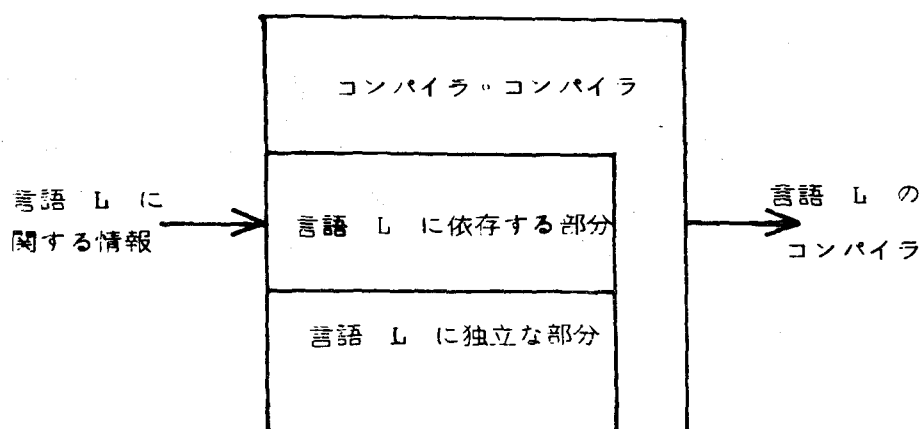 コンパイラ・コンパイラ
言語 L に
関する情報
言語 L に依存する部分
言語 L の
コンパイラ
言語 L に独立な部分